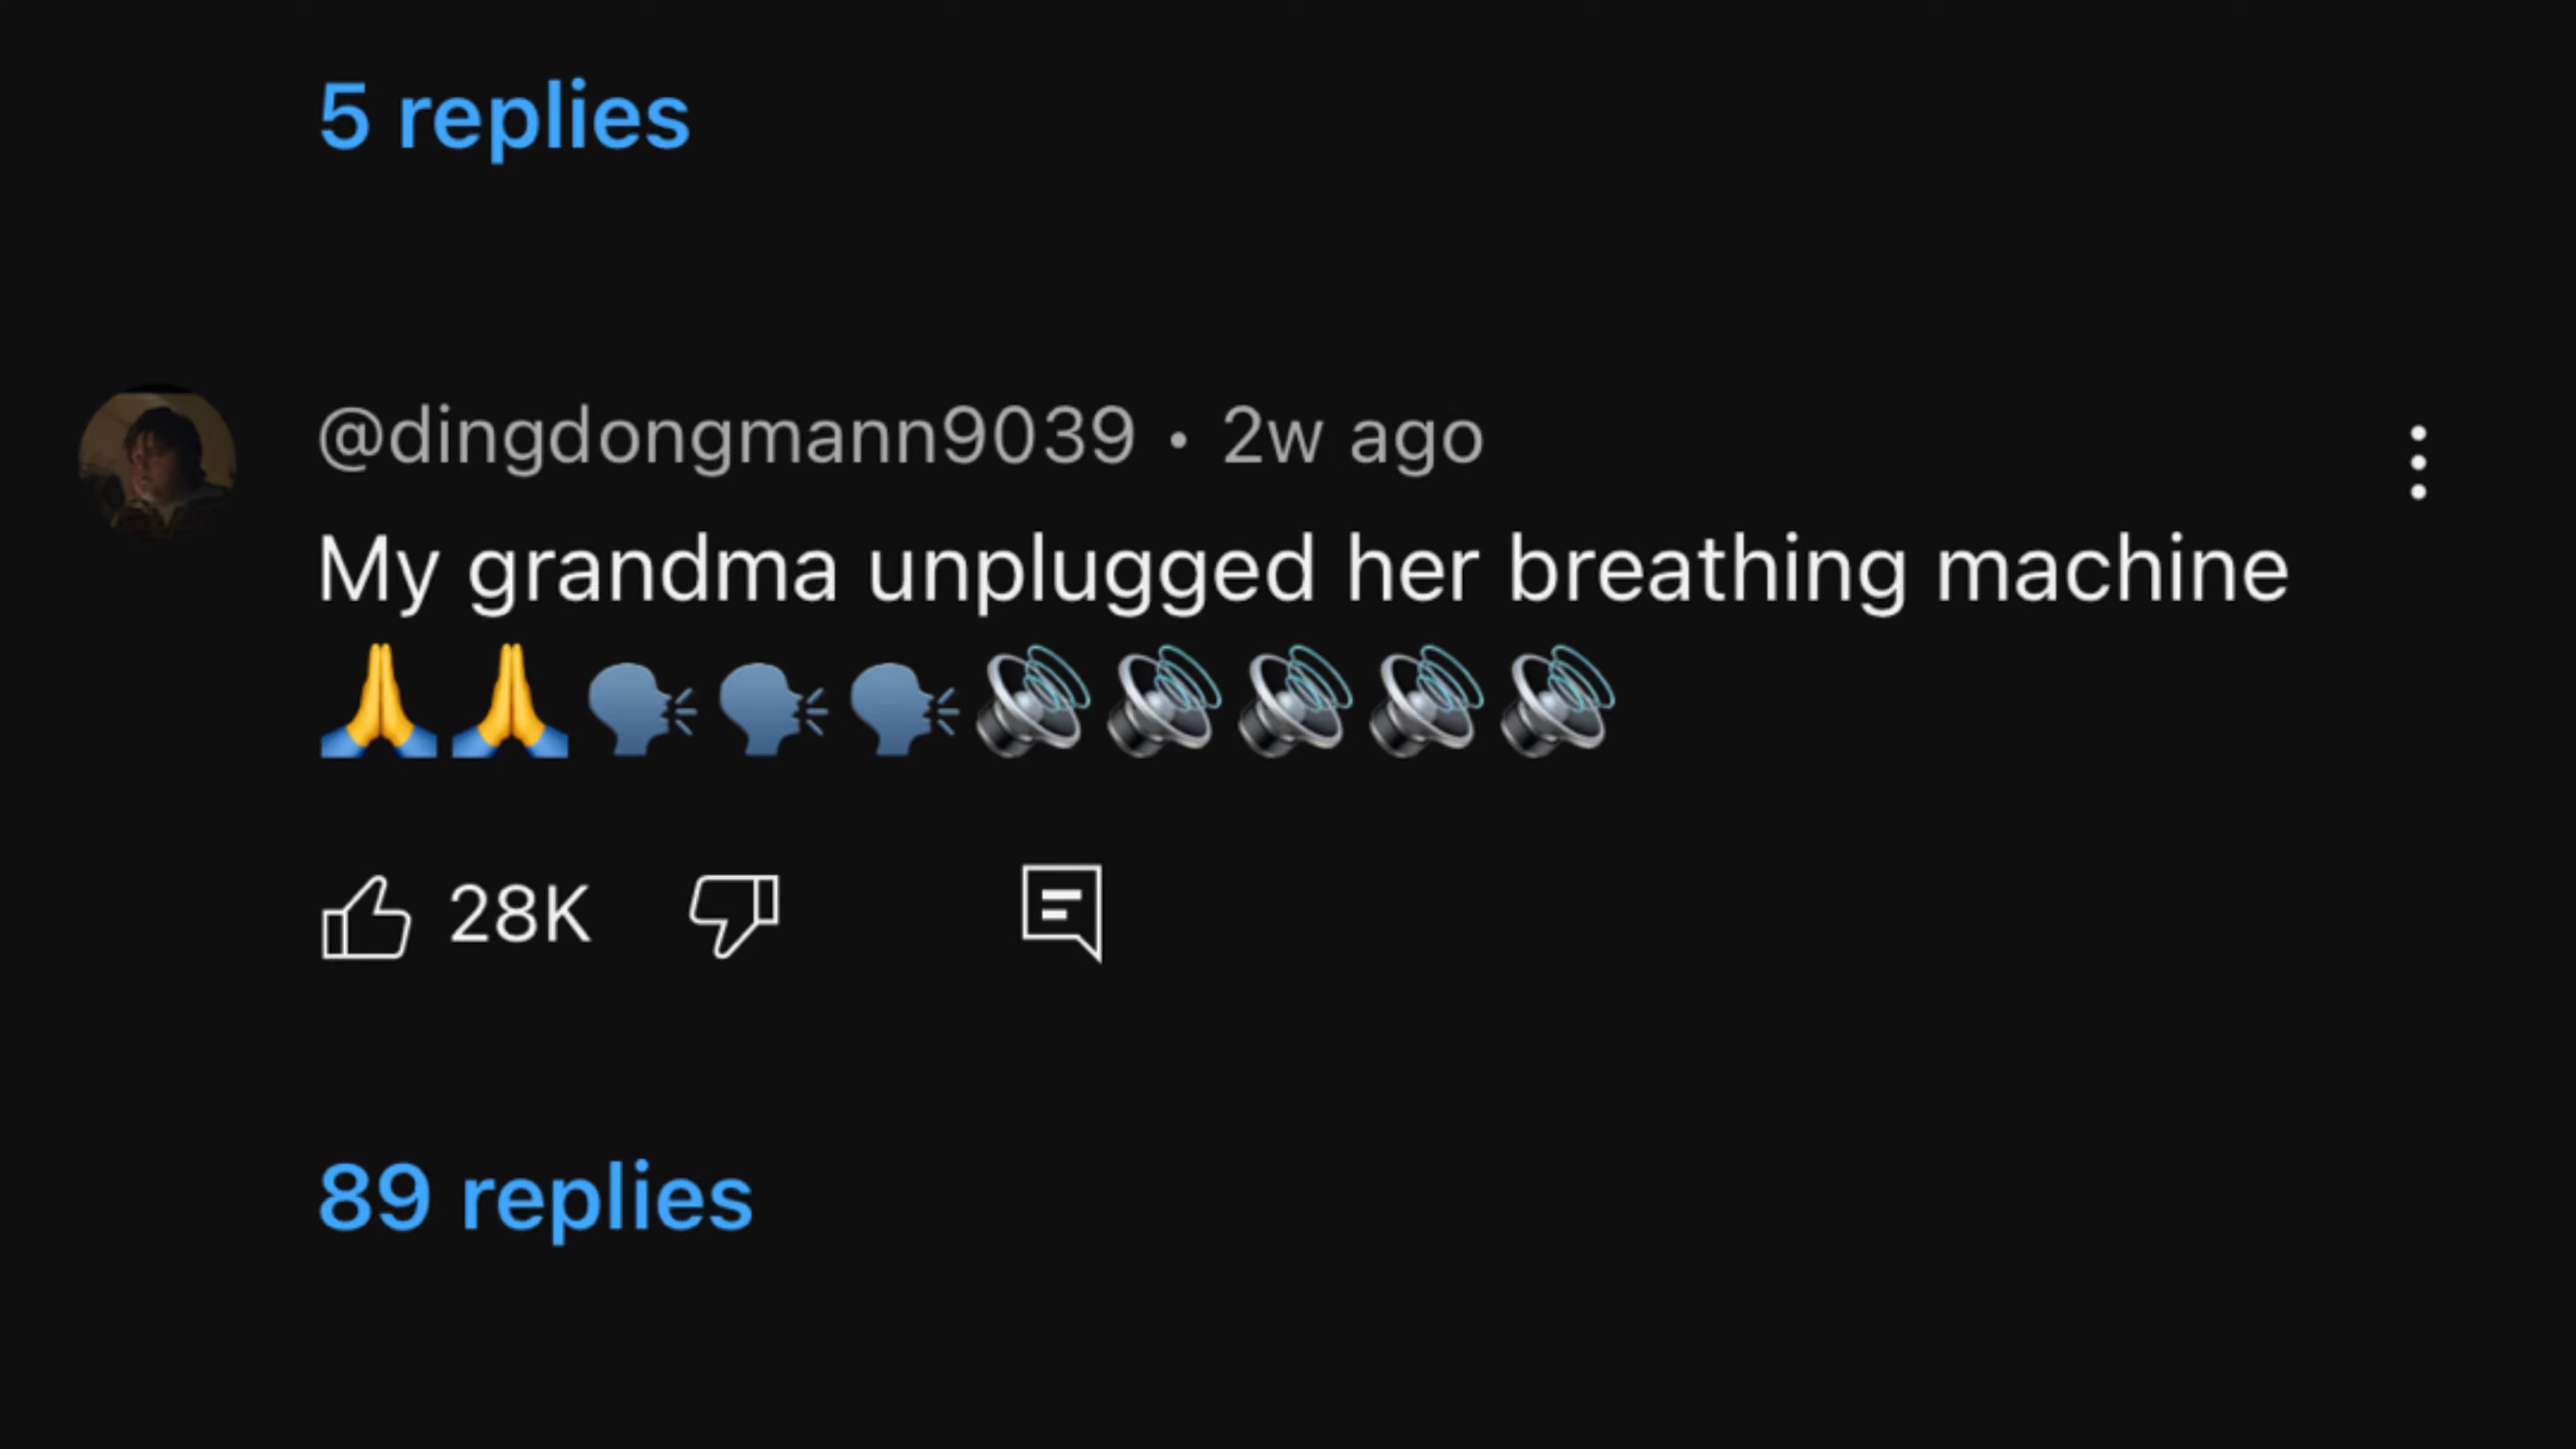 5 replies
@dingdongmann9039 • 2w ago
My grandma unplugged her breathing machine
🙏🙏🗣🗣🗣🔊🔊🔊🔊🔊
28K
89 replies